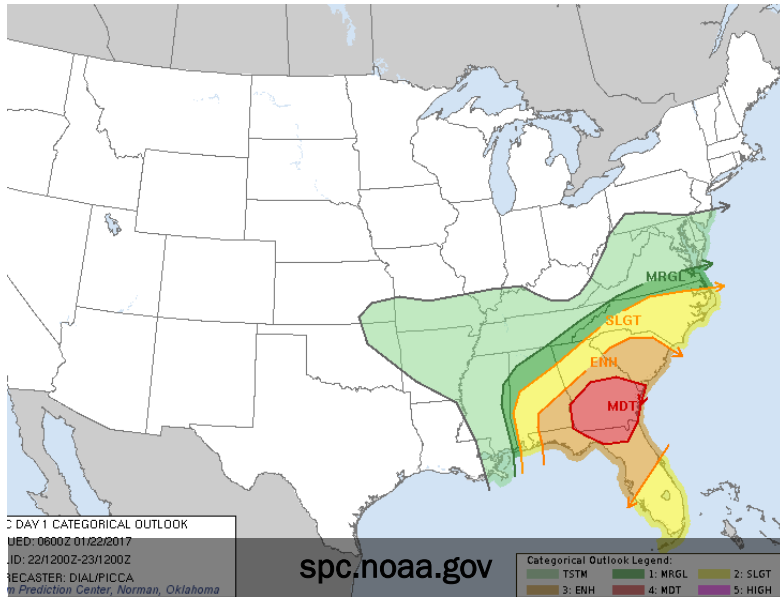 MRGL
SLGT
ENH
MDT
C DAY 1 CATEGORICAL OUTLOOK
UED: 0600Z 01/22/2017
LID: 22/1200Z-23/1200Z
RECASTER: DIAL/PICCA
m Prediction Center, Norman, Oklahoma
spc.noaa.gov
Categorical Outlook Legend:
TSTM 1: MRGL 2: SLGT
3: ENH 4: MDT 5: HIGH